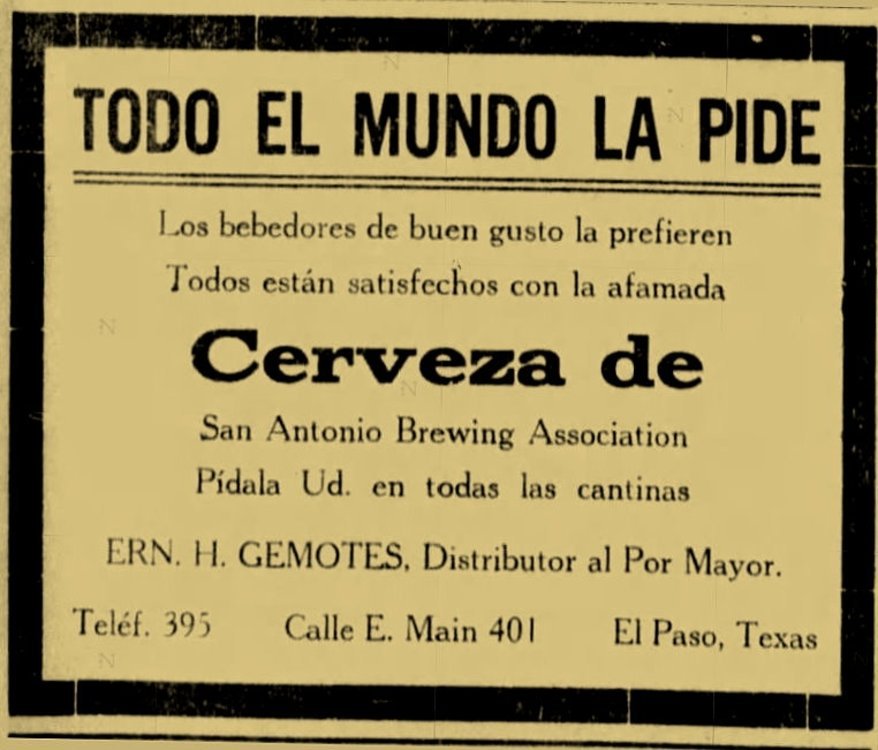 TODO EL MUNDO LA PIDE
Los bebedores de buen gusto la prefieren
Todos están satisfechos con la afamada
Cerveza de
San Antonio Brewing Association
Pídala Ud. en todas las cantinas
ERN. H. GEMOTES, Distributor al Por Mayor.
Teléf. 395 Calle E. Main 401 El Paso, Texas